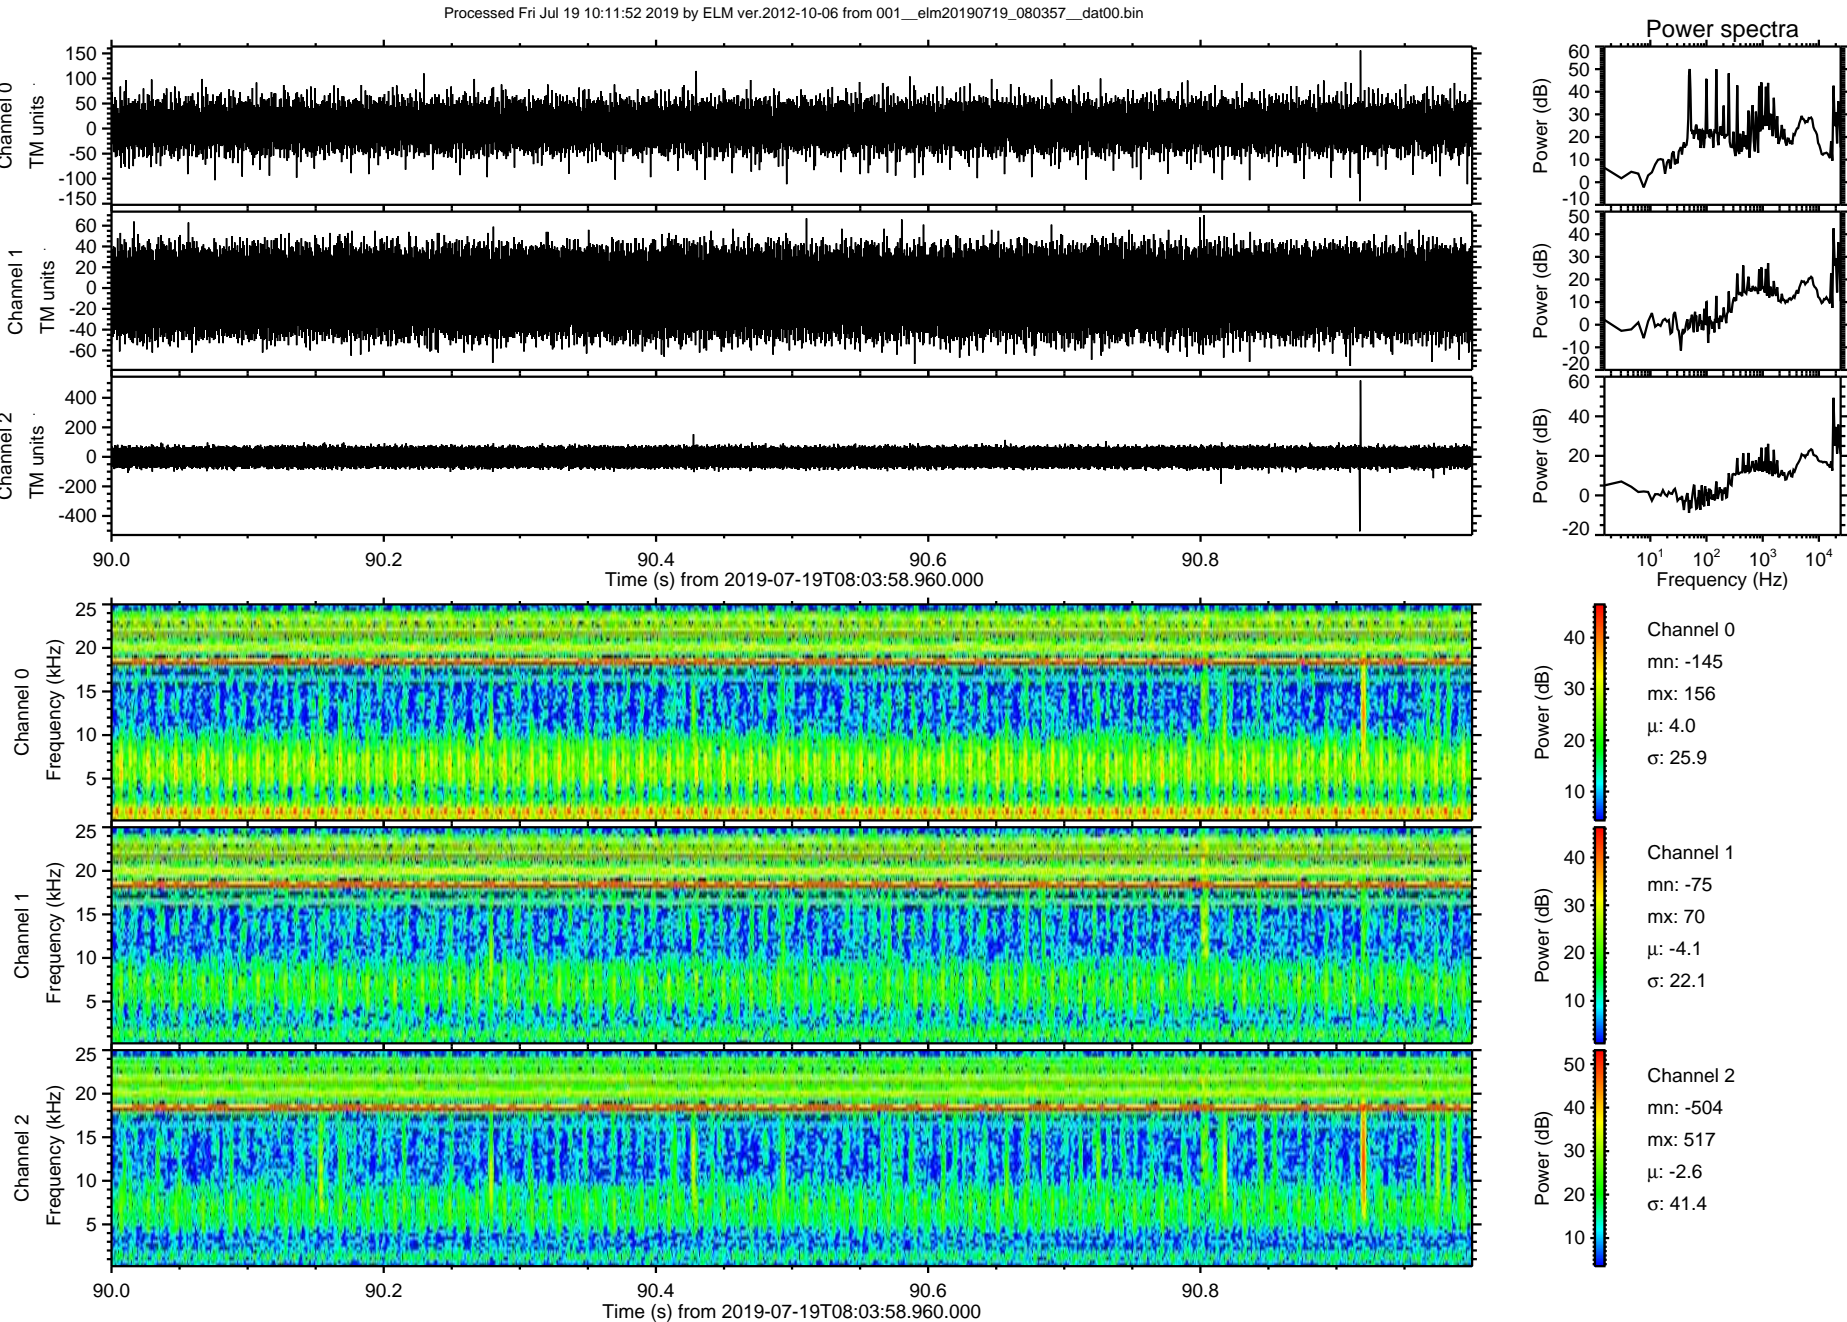 Processed Fri Jul 19 10:11:52 2019 by ELM ver.2012-10-06 from 001__elm20190719_080357__dat00.bin
Power spectra
Channel 0
TM units
150
100
50
0
-50
-100
-150
Power (dB)
60
50
40
30
20
10
0
-10
Channel 1
TM units
60
40
20
0
-20
-40
-60
Power (dB)
50
40
30
20
10
0
-10
-20
Channel 2
TM units
400
200
0
-200
-400
Power (dB)
60
40
20
0
-20
90.0 90.2 90.4 90.6 90.8
Time (s) from 2019-07-19T08:03:58.960.000
10^1 10^2 10^3 10^4
Frequency (Hz)
Channel 0
Frequency (kHz)
25
20
15
10
5
Power (dB)
40
30
20
10
Channel 0
mn: -145
mx: 156
μ: 4.0
σ: 25.9
Channel 1
Frequency (kHz)
25
20
15
10
5
Power (dB)
40
30
20
10
Channel 1
mn: -75
mx: 70
μ: -4.1
σ: 22.1
Channel 2
Frequency (kHz)
25
20
15
10
5
Power (dB)
50
40
30
20
10
Channel 2
mn: -504
mx: 517
μ: -2.6
σ: 41.4
90.0 90.2 90.4 90.6 90.8
Time (s) from 2019-07-19T08:03:58.960.000